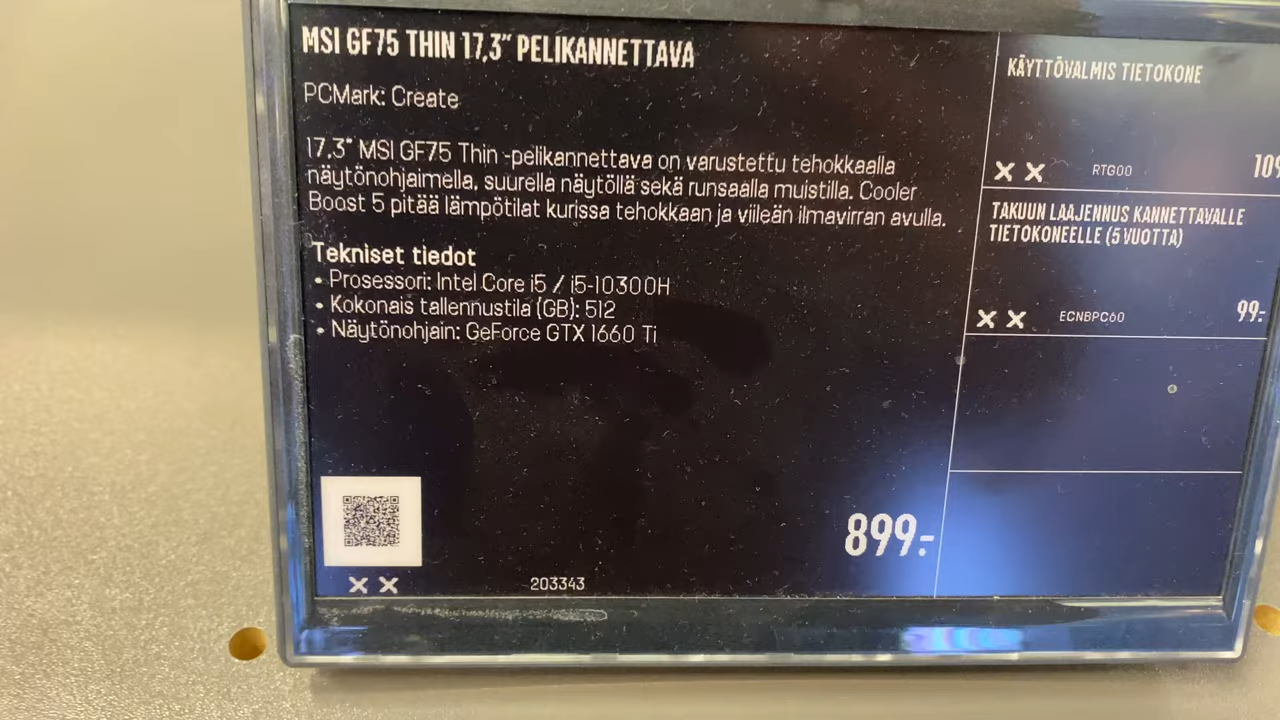 MSI GF75 THIN 17,3" PELIKANNETTAVA
PCMark: Create
17,3" MSI GF75 Thin -pelikannettava on varustettu tehokkaalla
näytönohjaimella, suurella näytöllä sekä runsaalla muistilla. Cooler
Boost 5 pitää lämpötilat kurissa tehokkaan ja viileän ilmavirran avulla.
Tekniset tiedot
• Prosessori: Intel Core i5 / i5-10300H
• Kokonais tallennustila (GB): 512
• Näytönohjain: GeForce GTX 1660 Ti
899:-
203343
KÄYTTÖVALMIS TIETOKONE
RTG00
TAKUUN LAAJENNUS KANNETTAVALLE
TIETOKONEELLE (5 VUOTTA)
ECNBPC60 99:-